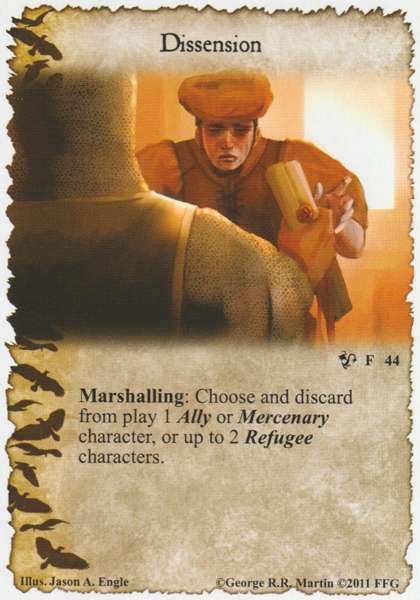 Dissension
F 44
Marshalling: Choose and discard
from play 1 Ally or Mercenary
character, or up to 2 Refugee
characters.
Illus. Jason A. Engle ©George R.R. Martin ©2011 FFG